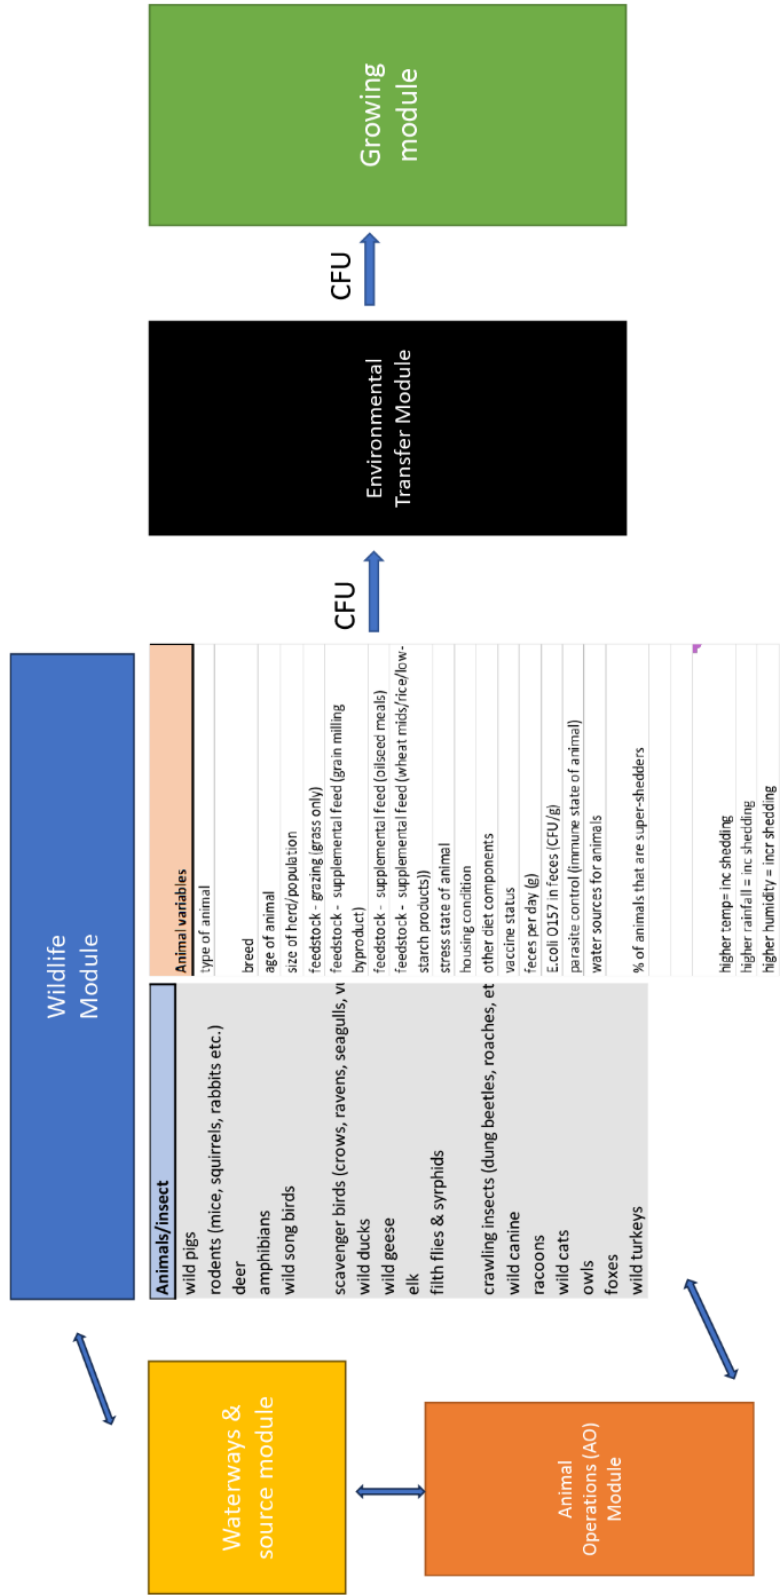 Wildlife
Module
Waterways &
source module
Animal
Operations (AO)
Module
Animals/insect
wild pigs
rodents (mice, squirrels, rabbits etc.)
deer
amphibians
wild song birds
scavenger birds (crows, ravens, seagulls,
wild ducks
wild geese
elk
filth flies & syrphids
crawling insects (dung beetles, roaches, et
wild canine
racoons
wild cats
owls
foxes
wild turkeys
Animal variables
type of animal
breed
age of animal
size of herd/population
feedstock - grazing (grass only)
feedstock - supplemental feed (grain milling
byproduct)
feedstock - supplemental feed (oilseed meals)
feedstock - supplemental feed (wheat mids/rice/low-
starch products))
stress state of animal
housing condition
other diet components
vaccine status
feces per day (g)
E.coli O157 in feces (CFU/g)
parasite control (immune state of animal)
water sources for animals
% of animals that are super-shedders
higher temp= inc shedding
higher rainfall = inc shedding
higher humidity = incr shedding
CFU
Environmental
Transfer Module
CFU
Growing
module